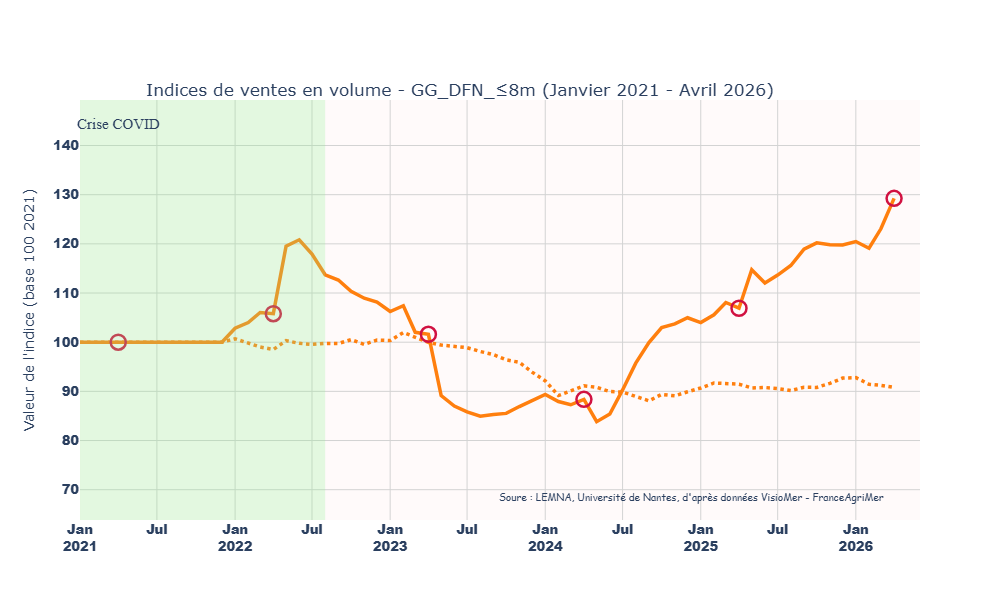 Indices de ventes en volume - GG_DFN_≤8m (Janvier 2021 - Avril 2026)
Crise COVID
Valeur de l'indice (base 100 2021)
140
130
120
110
100
90
80
70
Soure : LEMNA, Université de Nantes, d'après données VisioMer - FranceAgriMer
Jan Jul Jan Jul Jan Jul Jan Jul Jan Jul Jan
2021 2022 2023 2024 2025 2026